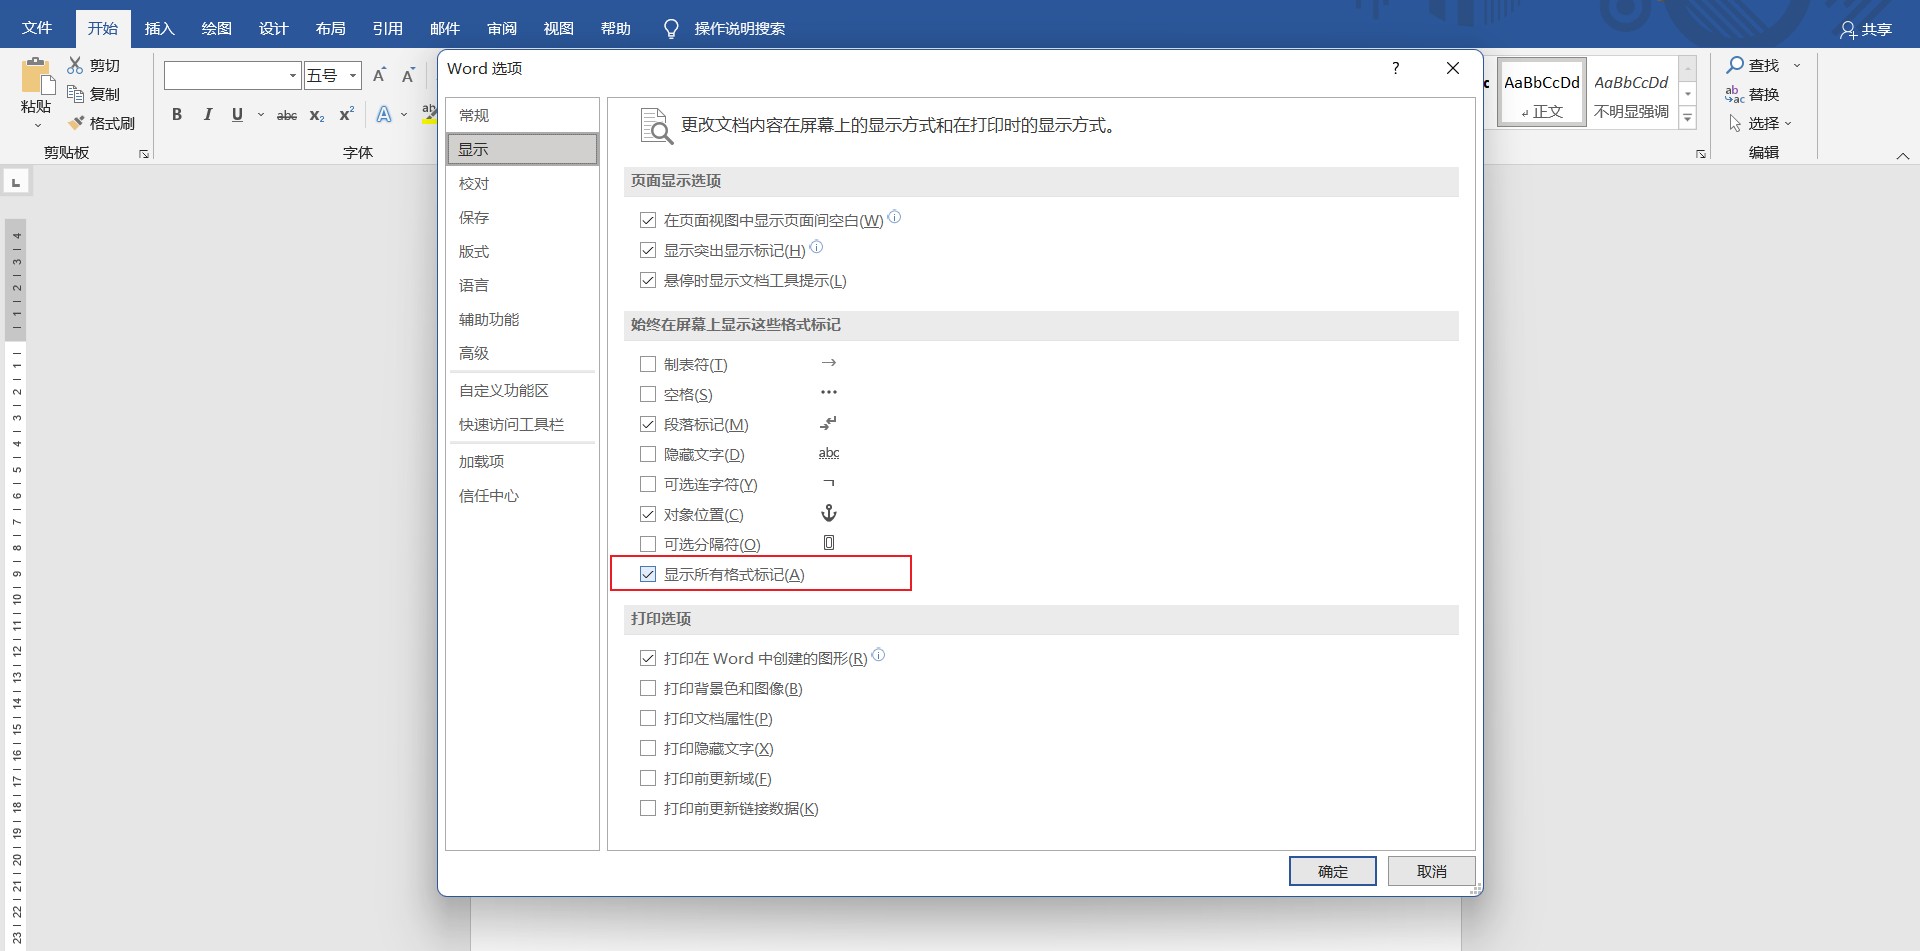 文件 开始 插入 绘图 设计 布局 引用 邮件 审阅 视图 帮助 操作说明搜索 共享
粘贴
剪切
复制
格式刷
剪贴板
五号
A A
B I U abc x₂ x² A ab
字体
AaBbCcDd
正文
AaBbCcDd
不明显强调
查找
替换
选择
编辑
Word 选项 ?
常规
显示
校对
保存
版式
语言
辅助功能
高级
自定义功能区
快速访问工具栏
加载项
信任中心
更改文档内容在屏幕上的显示方式和在打印时的显示方式。
页面显示选项
在页面视图中显示页面间空白(W)
显示突出显示标记(H)
悬停时显示文档工具提示(L)
始终在屏幕上显示这些格式标记
制表符(T) →
空格(S) ···
段落标记(M)
隐藏文字(D) abc
可选连字符(Y) ¬
对象位置(C)
可选分隔符(O)
显示所有格式标记(A)
打印选项
打印在 Word 中创建的图形(R)
打印背景色和图像(B)
打印文档属性(P)
打印隐藏文字(X)
打印前更新域(F)
打印前更新链接数据(K)
确定 取消
L
4
3
2
1
1
2
3
4
5
6
7
8
9
10
11
12
13
14
15
16
17
18
19
20
21
22
23